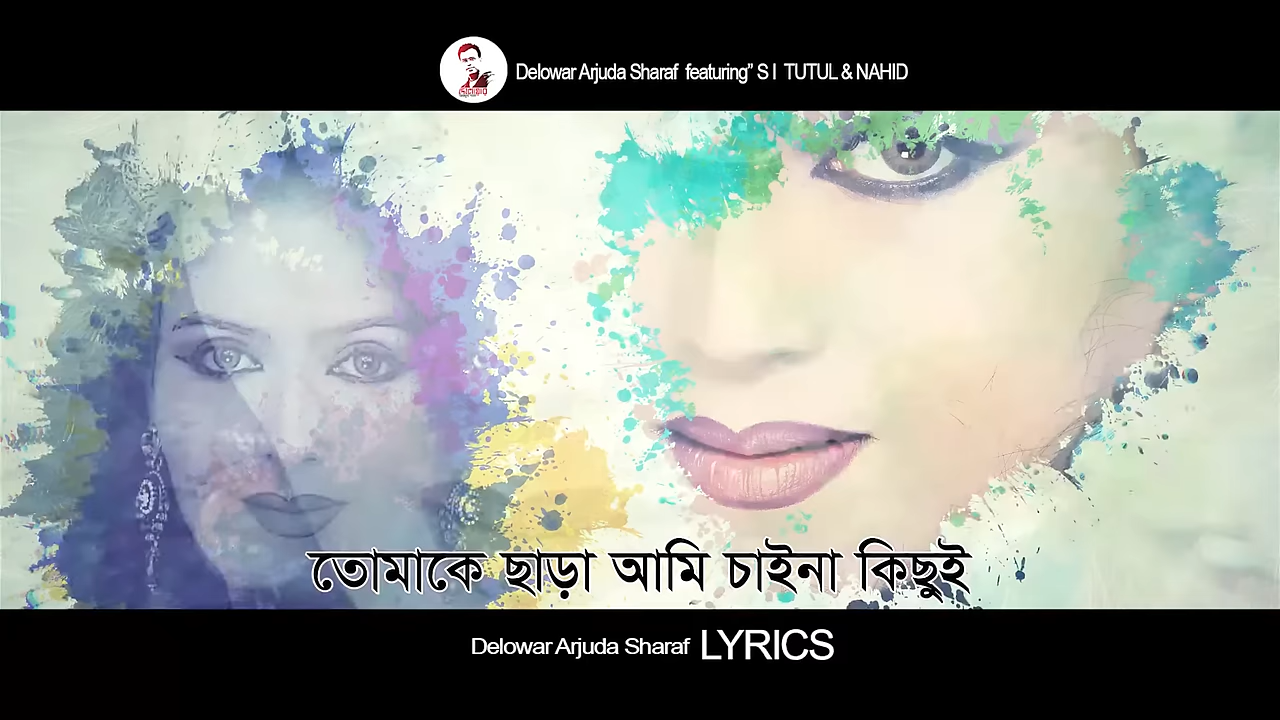 Delowar Arjuda Sharaf featuring” S I TUTUL & NAHID
তোমাকে ছাড়া আমি চাইনা কিছুই
Delowar Arjuda Sharaf LYRICS